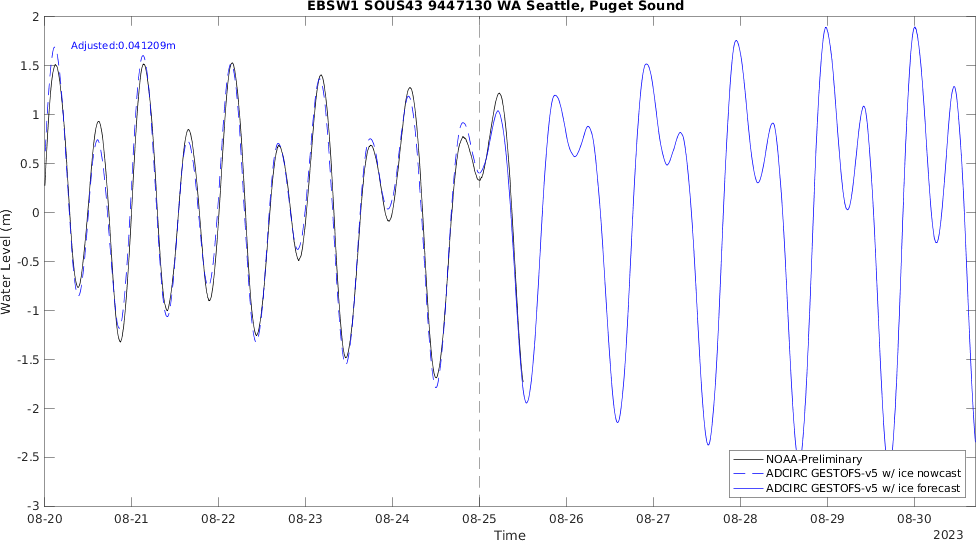 EBSW1 SOUS43 9447130 WA Seattle, Puget Sound
Adjusted:0.041209m
Water Level (m)
2
1.5
1
0.5
0
-0.5
-1
-1.5
-2
-2.5
-3
NOAA-Preliminary
ADCIRC GESTOFS-v5 w/ ice nowcast
ADCIRC GESTOFS-v5 w/ ice forecast
08-20 08-21 08-22 08-23 08-24 08-25 08-26 08-27 08-28 08-29 08-30
Time
2023